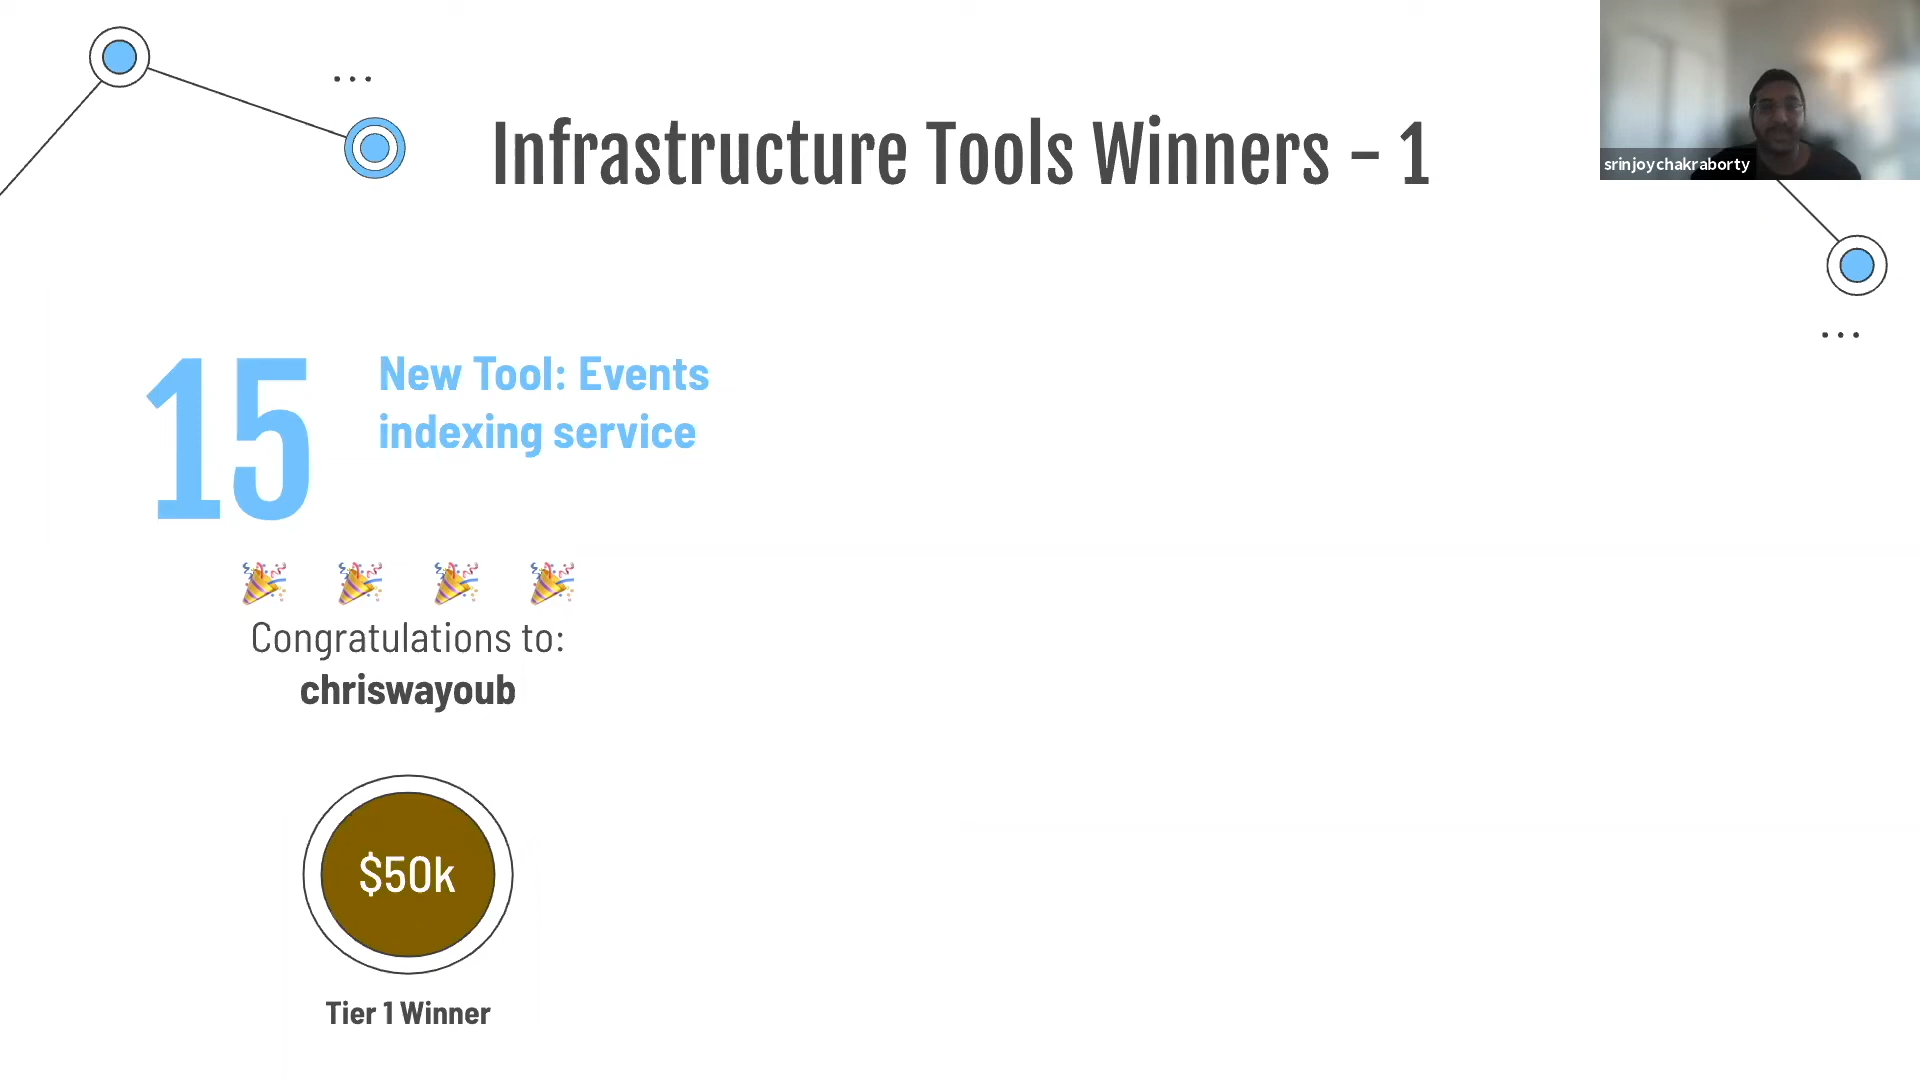 ...
Infrastructure Tools Winners – 1
srinjoychakraborty
...
15
New Tool: Events
indexing service
Congratulations to:
chriswayoub
$50k
Tier 1 Winner